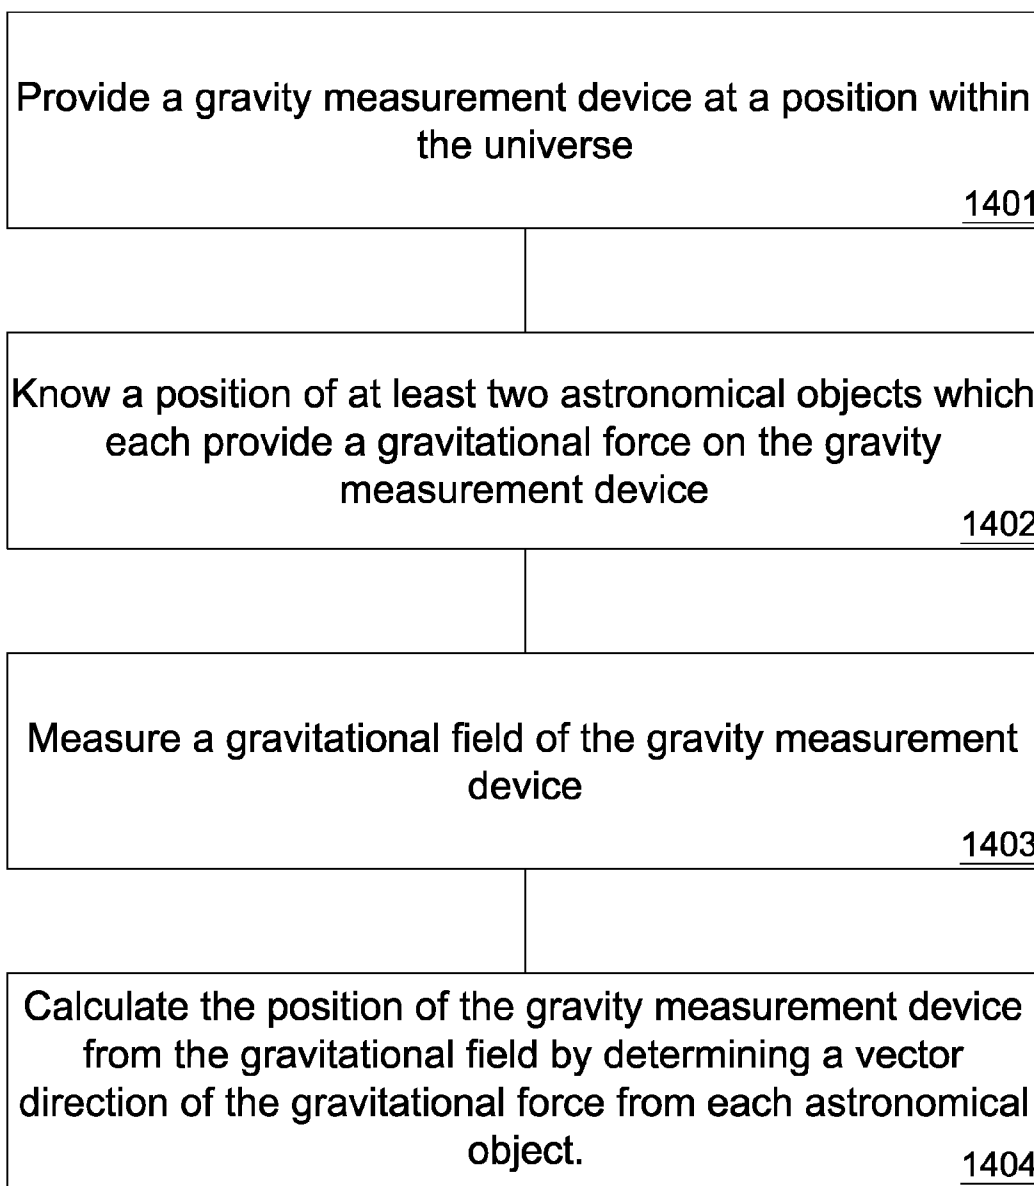 Provide a gravity measurement device at a position within
the universe
1401
Know a position of at least two astronomical objects which
each provide a gravitational force on the gravity
measurement device
1402
Measure a gravitational field of the gravity measurement
device
1403
Calculate the position of the gravity measurement device
from the gravitational field by determining a vector
direction of the gravitational force from each astronomical
object.
1404